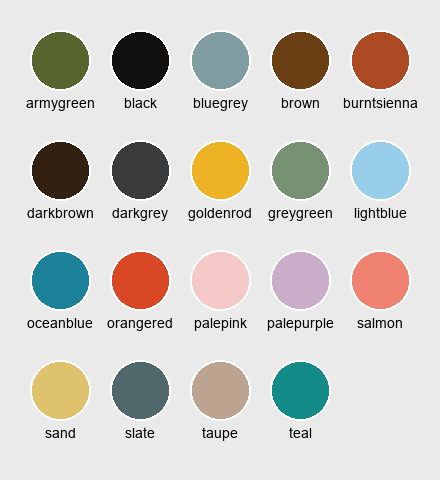 armygreen black bluegrey brown burntsienna
darkbrown darkgrey goldenrod greygreen lightblue
oceanblue orangered palepink palepurple salmon
sand slate taupe teal